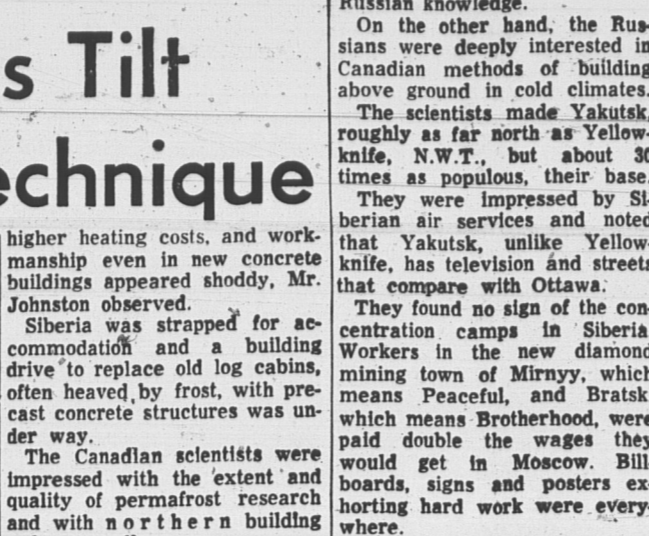 s Tilt
echnique
higher heating costs, and work-
manship even in new concrete
buildings appeared shoddy, Mr.
Johnston observed.
Siberia was strapped for ac-
commodation and a building
drive to replace old log cabins,
often heaved by frost, with pre-
cast concrete structures was un-
der way.
The Canadian scientists were
impressed with the extent and
quality of permafrost research
and with northern building
Russian knowledge.
On the other hand, the Rus-
sians were deeply interested in
Canadian methods of building
above ground in cold climates.
The scientists made Yakutsk,
roughly as far north as Yellow-
knife, N.W.T., but about 30
times as populous, their base.
They were impressed by Si-
berian air services and noted
that Yakutsk, unlike Yellow-
knife, has television and streets
that compare with Ottawa.
They found no sign of the con-
centration camps in Siberia.
Workers in the new diamond
mining town of Mirnyy, which
means Peaceful, and Bratsk
which means Brotherhood, were
paid double the wages they
would get in Moscow. Bill-
boards, signs and posters ex-
horting hard work were every-
where.